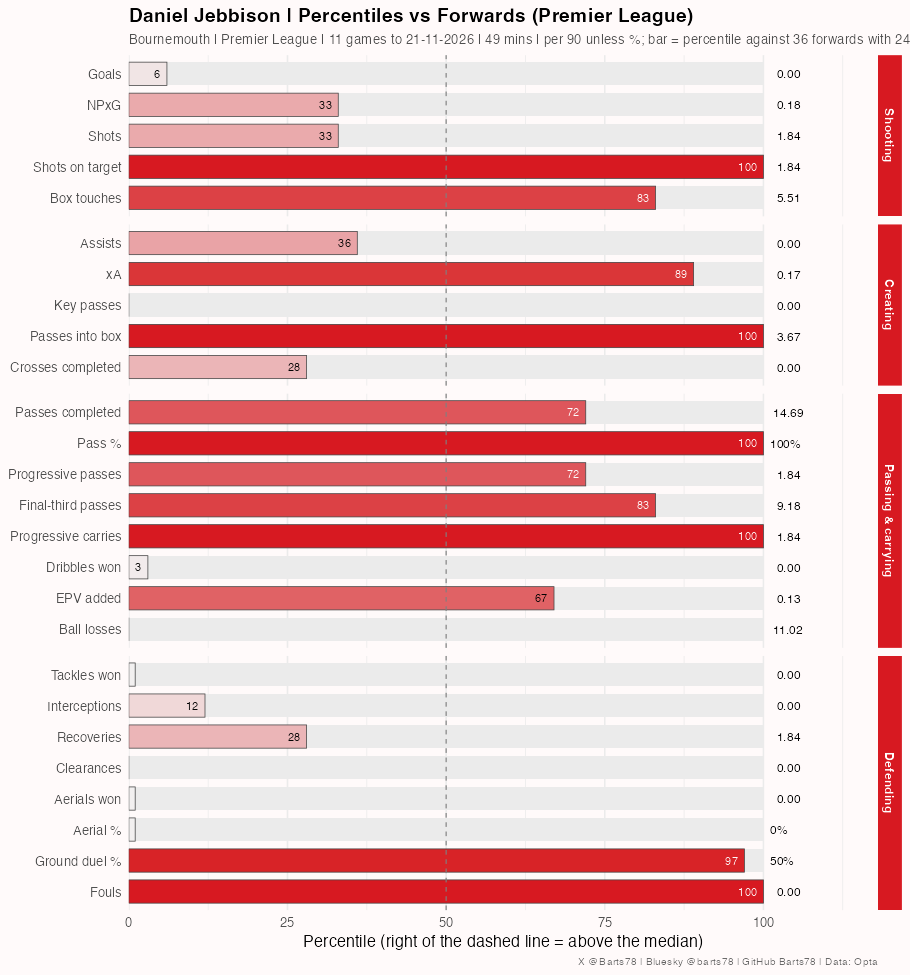 Daniel Jebbison | Percentiles vs Forwards (Premier League)
Bournemouth | Premier League | 11 games to 21-11-2026 | 49 mins | per 90 unless %; bar = percentile against 36 forwards with 24
Goals 6 0.00
NPxG 33 0.18
Shots 33 1.84
Shots on target 100 1.84
Box touches 83 5.51
Shooting
Assists 36 0.00
xA 89 0.17
Key passes 0.00
Passes into box 100 3.67
Crosses completed 28 0.00
Creating
Passes completed 72 14.69
Pass % 100 100%
Progressive passes 72 1.84
Final-third passes 83 9.18
Progressive carries 100 1.84
Dribbles won 3 0.00
EPV added 67 0.13
Ball losses 11.02
Passing & carrying
Tackles won 0.00
Interceptions 12 0.00
Recoveries 28 1.84
Clearances 0.00
Aerials won 0.00
Aerial % 0%
Ground duel % 97 50%
Fouls 100 0.00
Defending
0 25 50 75 100
Percentile (right of the dashed line = above the median)
X @Barts78 | Bluesky @barts78 | GitHub Barts78 | Data: Opta